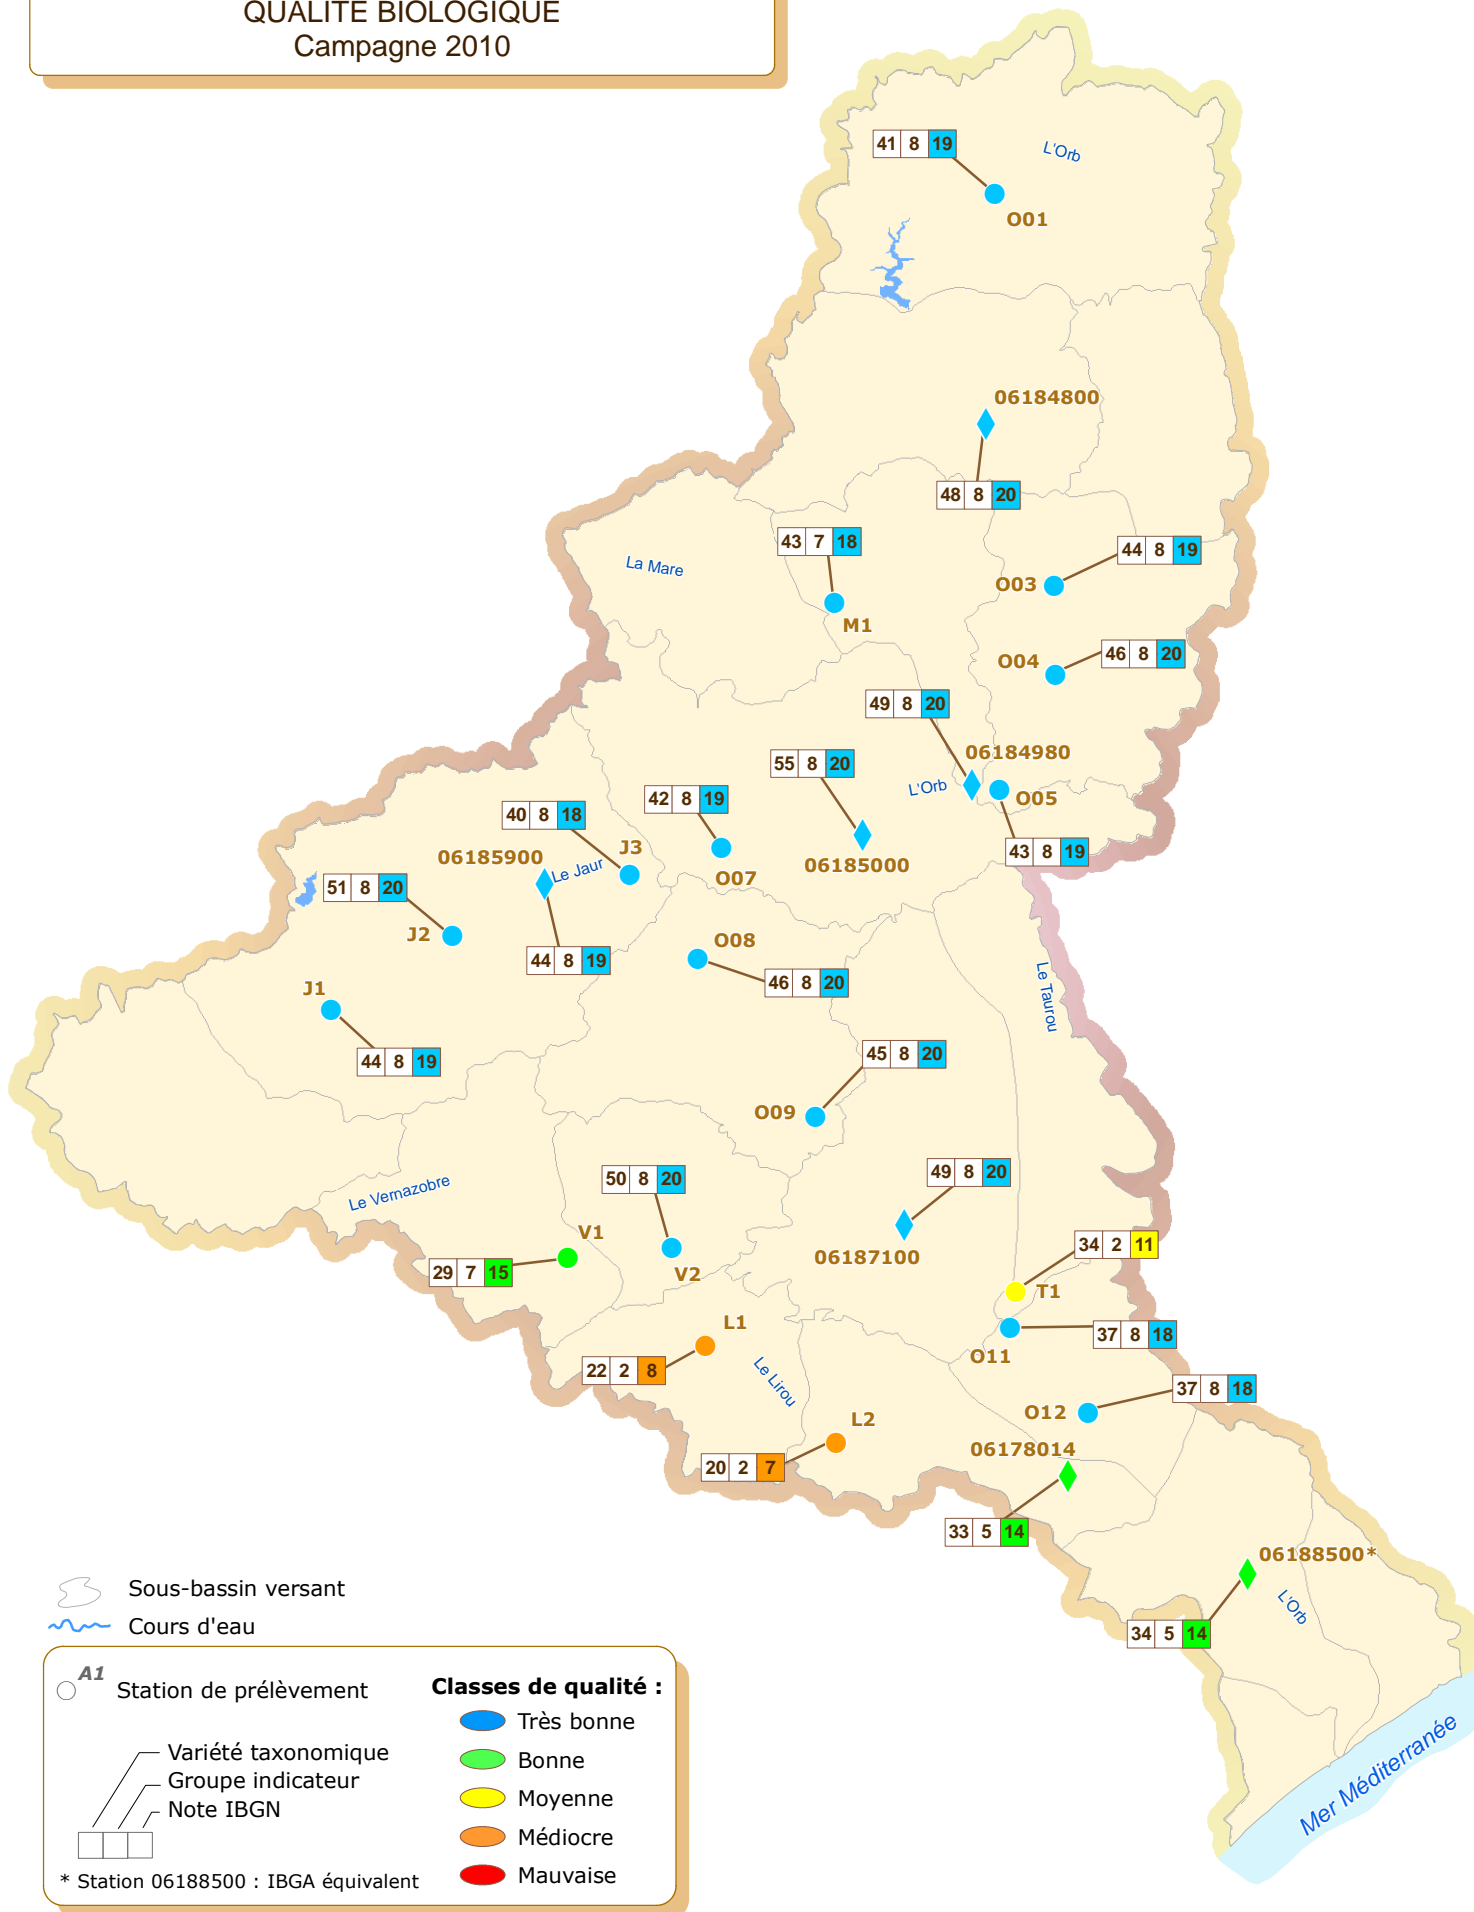 QUALITE BIOLOGIQUE
Campagne 2010
41 8 19
L'Orb
O01
06184800
48 8 20
43 7 18
44 8 19
La Mare
O03
M1
46 8 20
O04
49 8 20
06184980
55 8 20
L'Orb
O05
42 8 19
40 8 18
43 8 19
J3
06185900
Le Jaur
06185000
O07
51 8 20
J2
O08
44 8 19
46 8 20
Le Taurou
J1
44 8 19
45 8 20
O09
50 8 20
49 8 20
Le Vernazobre
V1
34 2 11
06187100
29 7 15
V2
T1
L1
37 8 18
O11
22 2 8
Le Lirou
37 8 18
O12
L2
06178014
20 2 7
33 5 14
06188500*
L'Orb
34 5 14
Mer Méditerranée
Sous-bassin versant
Cours d'eau
A1
Station de prélèvement
Variété taxonomique
Groupe indicateur
Note IBGN
* Station 06188500 : IBGA équivalent
Classes de qualité :
Très bonne
Bonne
Moyenne
Médiocre
Mauvaise